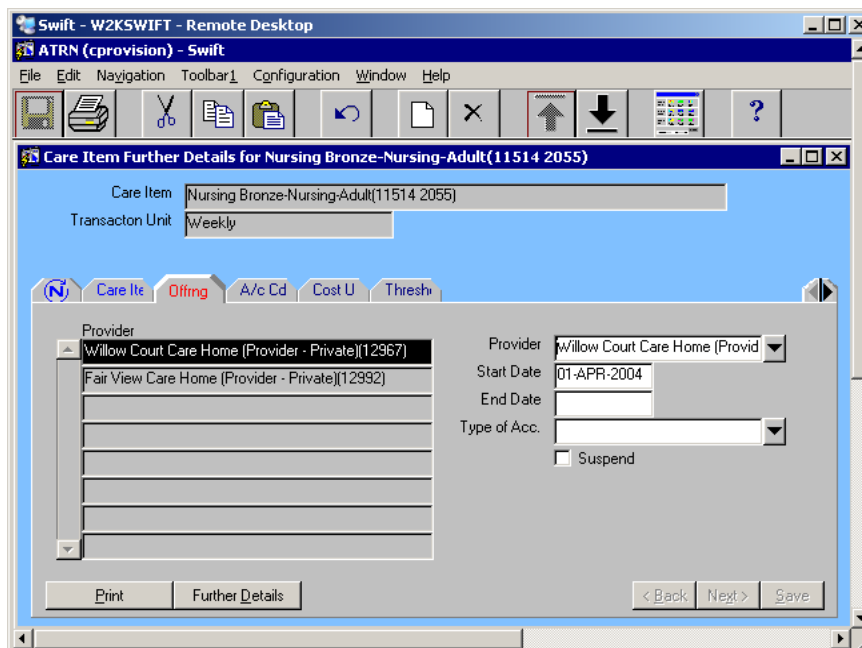 Swift - W2KSWIFT - Remote Desktop
ATRN (cprovision) - Swift
File Edit Navigation Toolbar1 Configuration Window Help
Care Item Further Details for Nursing Bronze-Nursing-Adult(11514 2055)
Care Item Nursing Bronze-Nursing-Adult(11514 2055)
Transacton Unit Weekly
N Care Ite Offrng A/c Cd Cost U Thresh
Provider
Willow Court Care Home (Provider - Private)(12967)
Fair View Care Home (Provider - Private)(12992)
Provider Willow Court Care Home (Provid
Start Date 01-APR-2004
End Date
Type of Acc.
Suspend
Print Further Details < Back Next > Save